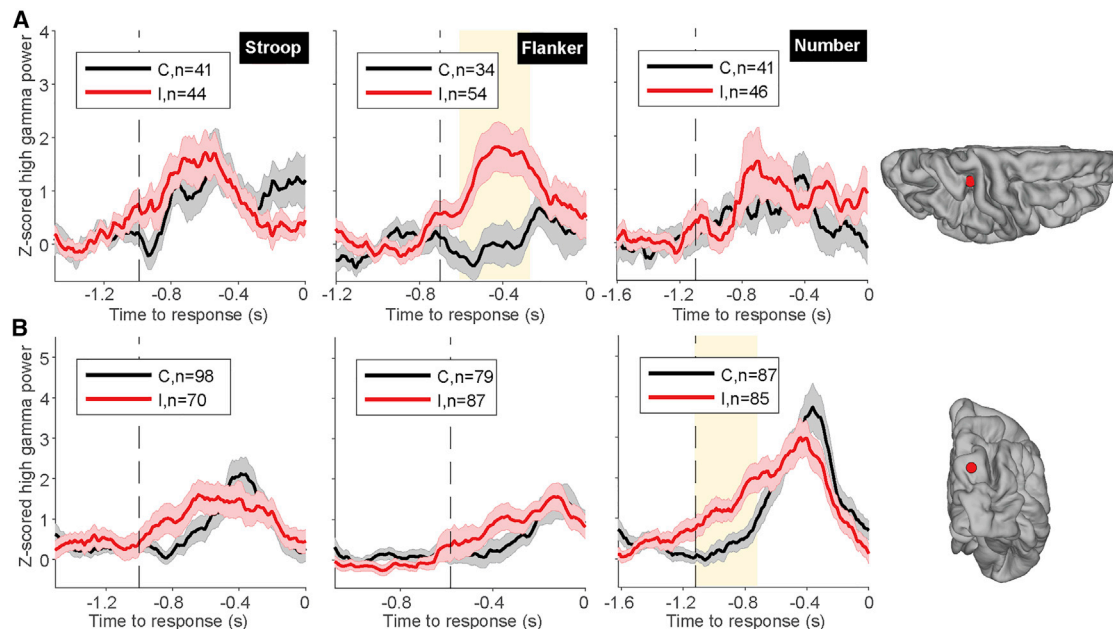 A
Stroop
Flanker
Number
C,n=41
I,n=44
C,n=34
I,n=54
C,n=41
I,n=46
Z-scored high gamma power
4
3
2
1
0
-1.2 -0.8 -0.4 0
-1.2 -0.8 -0.4 0
-1.6 -1.2 -0.8 -0.4 0
Time to response (s)
Time to response (s)
Time to response (s)
B
C,n=98
I,n=70
C,n=79
I,n=87
C,n=87
I,n=85
Z-scored high gamma power
5
4
3
2
1
0
-1.2 -0.8 -0.4 0
-0.8 -0.4 0
-1.6 -1.2 -0.8 -0.4 0
Time to response (s)
Time to response (s)
Time to response (s)